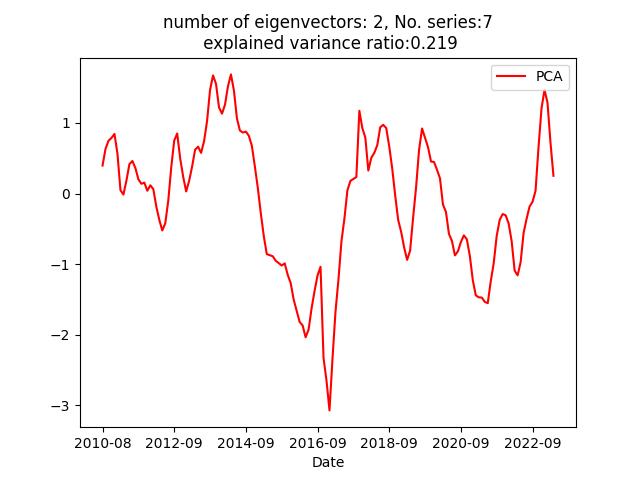 number of eigenvectors: 2, No. series:7
explained variance ratio:0.219
PCA
1
0
−1
−2
−3
2010-08 2012-09 2014-09 2016-09 2018-09 2020-09 2022-09
Date